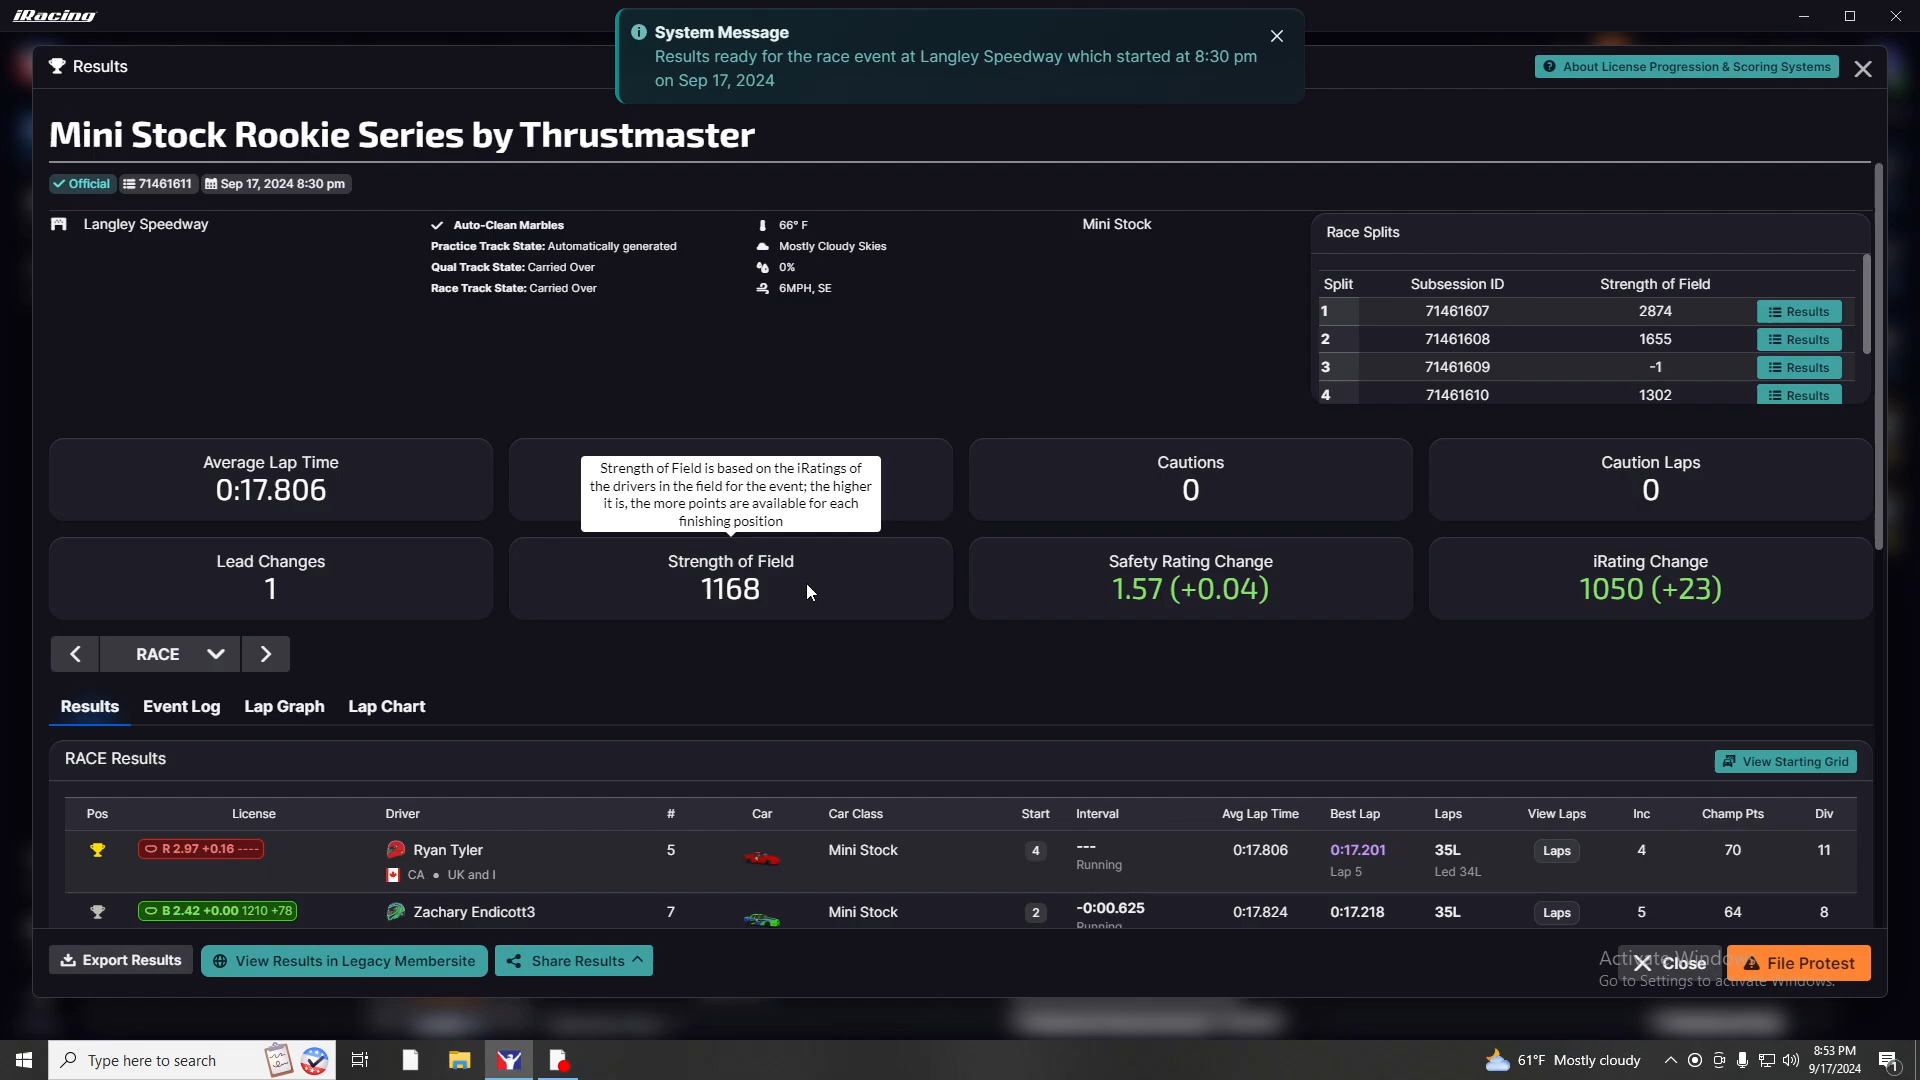 iRacing
System Message
Results ready for the race event at Langley Speedway which started at 8:30 pm
on Sep 17, 2024
Results
About License Progression & Scoring Systems
Mini Stock Rookie Series by Thrustmaster
Official
71461611
Sep 17, 2024 8:30 pm
Langley Speedway
Auto-Clean Marbles
Practice Track State: Automatically generated
Qual Track State: Carried Over
Race Track State: Carried Over
66° F
Mostly Cloudy Skies
0%
6MPH, SE
Mini Stock
Race Splits
Split Subsession ID Strength of Field
1 71461607 2874 Results
2 71461608 1655 Results
3 71461609 -1 Results
4 71461610 1302 Results
Average Lap Time
0:17.806
Strength of Field is based on the iRatings of
the drivers in the field for the event; the higher
it is, the more points are available for each
finishing position
Cautions
0
Caution Laps
0
Lead Changes
1
Strength of Field
1168
Safety Rating Change
1.57 (+0.04)
iRating Change
1050 (+23)
RACE
Results Event Log Lap Graph Lap Chart
RACE Results
View Starting Grid
Pos License Driver # Car Car Class Start Interval Avg Lap Time Best Lap Laps View Laps Inc Champ Pts Div
R 2.97 +0.16 ---- Ryan Tyler 5 Mini Stock 4 --- 0:17.806 0:17.201 35L Laps 4 70 11
CA • UK and I Running Lap 5 Led 34L
B 2.42 +0.00 1210 +78 Zachary Endicott3 7 Mini Stock 2 -0:00.625 0:17.824 0:17.218 35L Laps 5 64 8
Running
Export Results
View Results in Legacy Membersite
Share Results
Close
File Protest
Activate Windows
Go to Settings to activate Windows.
Type here to search
61°F Mostly cloudy
8:53 PM
9/17/2024
1